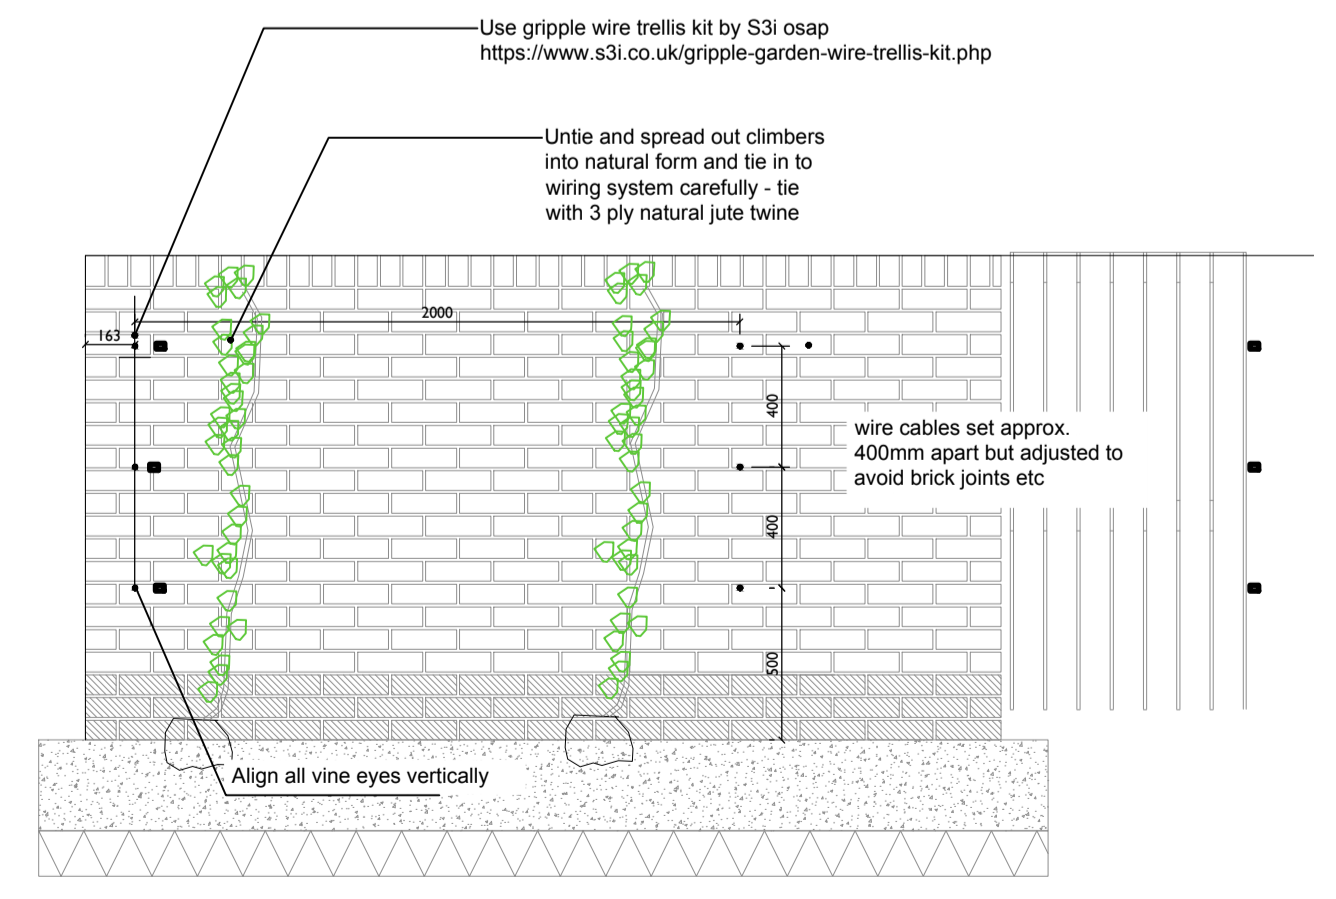 Use gripple wire trellis kit by S3i osap
https://www.s3i.co.uk/gripple-garden-wire-trellis-kit.php
Untie and spread out climbers
into natural form and tie in to
wiring system carefully - tie
with 3 ply natural jute twine
2000
163
400
wire cables set approx.
400mm apart but adjusted to
avoid brick joints etc
400
500
Align all vine eyes vertically